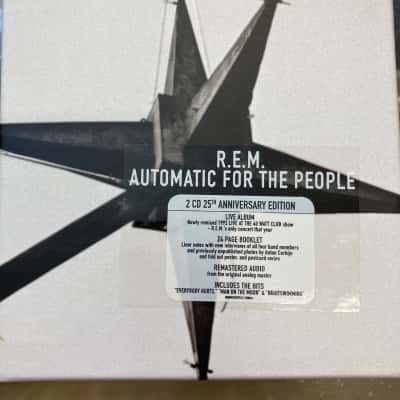 R.E.M.
AUTOMATIC FOR THE PEOPLE
2 CD 25TH ANNIVERSARY EDITION
LIVE ALBUM
Newly remixed 1992 LIVE AT THE 40 WATT CLUB show
- R.E.M.'s only concert that year
24 PAGE BOOKLET
Liner notes with new interviews of all four band members
and previously unpublished photos by Anton Corbijn
and fold out poster, and postcard series
REMASTERED AUDIO
from the original analog master
INCLUDES THE HITS
"EVERYBODY HURTS," "MAN ON THE MOON" & "NIGHTSWIMMING"